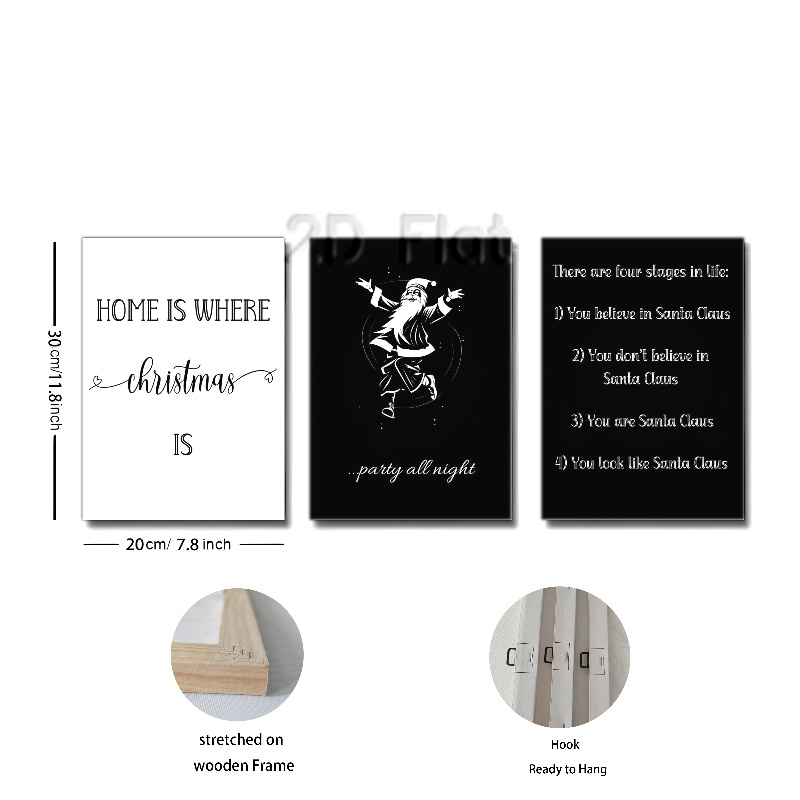 2D Flat
HOME IS WHERE
christmas
IS
...party all night
There are four stages in life:
1) You believe in Santa Claus
2) You don't believe in
Santa Claus
3) You are Santa Claus
4) You look like Santa Claus
30cm/11.8inch
20cm/ 7.8 inch
stretched on
wooden Frame
Hook
Ready to Hang